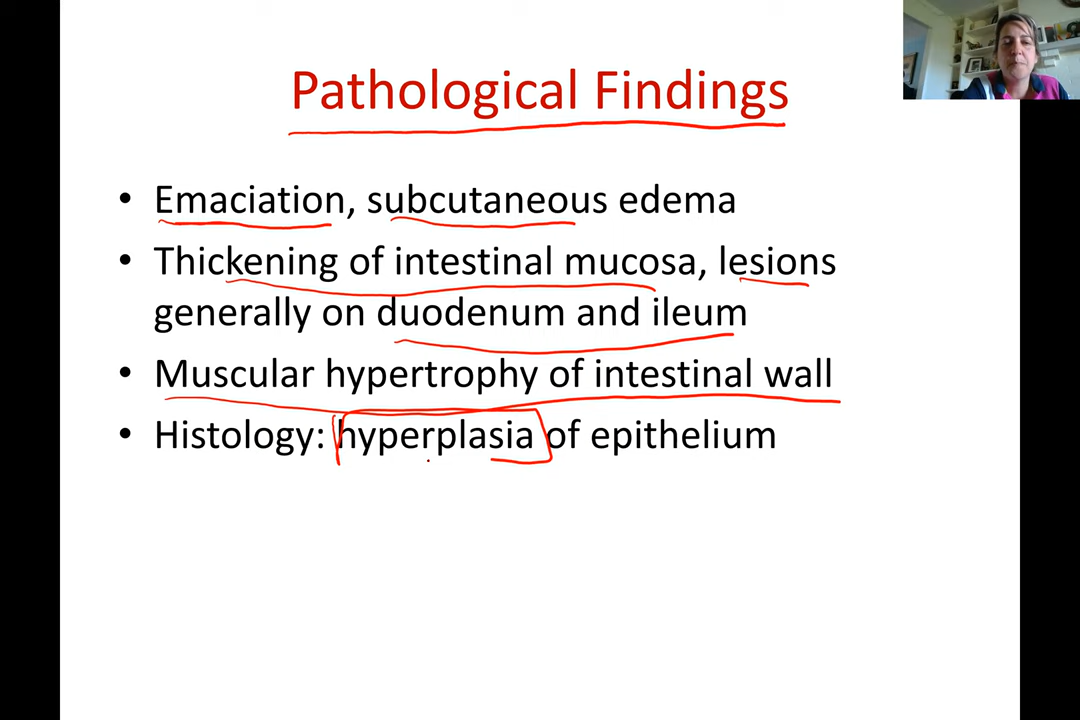 Pathological Findings
• Emaciation, subcutaneous edema
• Thickening of intestinal mucosa, lesions
generally on duodenum and ileum
• Muscular hypertrophy of intestinal wall
• Histology: hyperplasia of epithelium